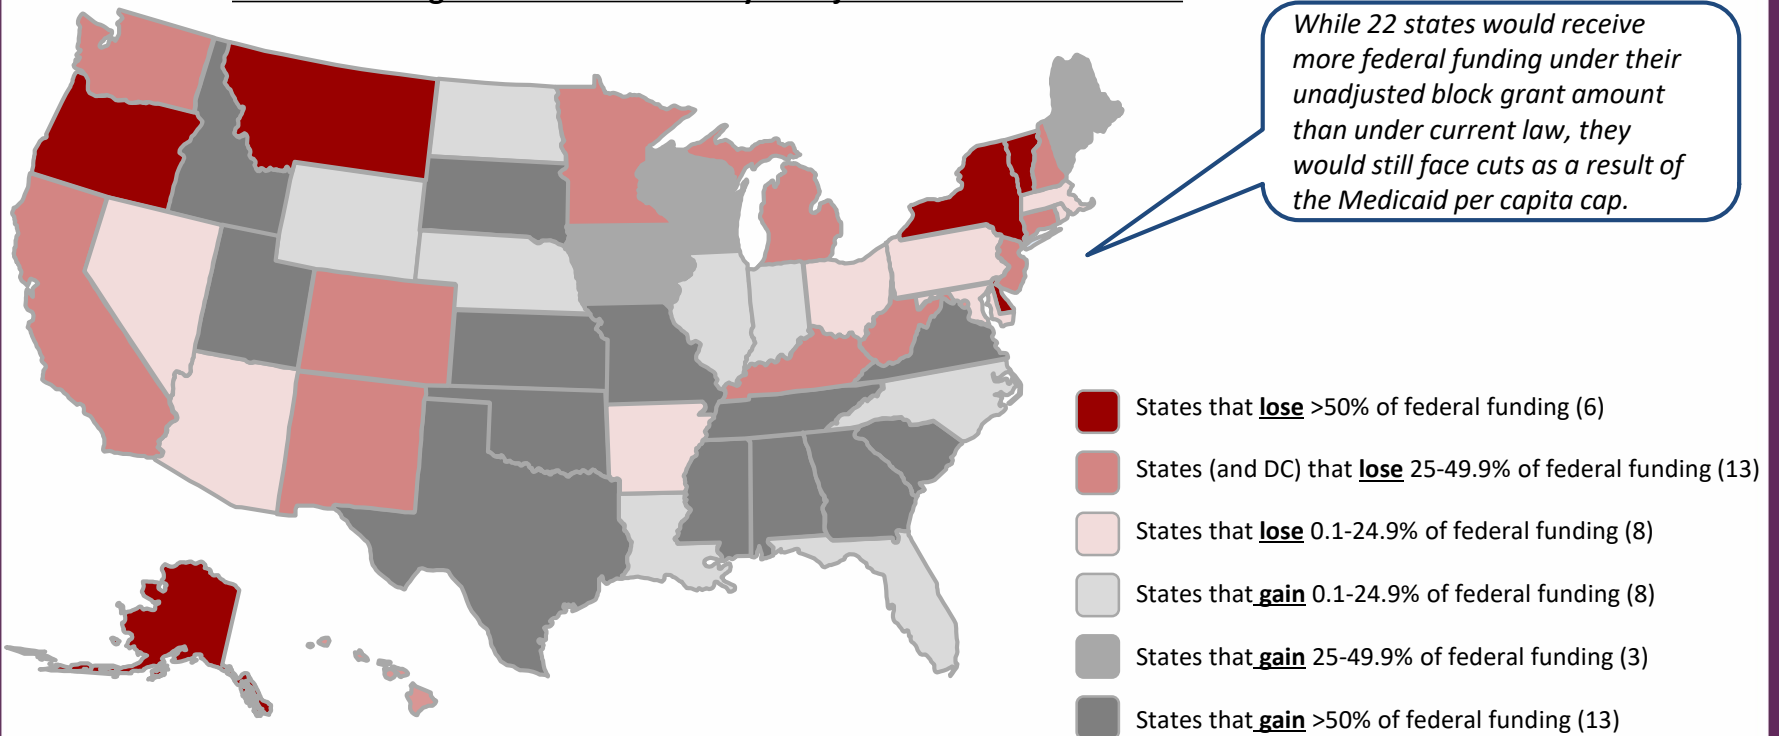 While 22 states would receive
more federal funding under their
unadjusted block grant amount
than under current law, they
would still face cuts as a result of
the Medicaid per capita cap.
States that lose >50% of federal funding (6)
States (and DC) that lose 25-49.9% of federal funding (13)
States that lose 0.1-24.9% of federal funding (8)
States that gain 0.1-24.9% of federal funding (8)
States that gain 25-49.9% of federal funding (3)
States that gain >50% of federal funding (13)